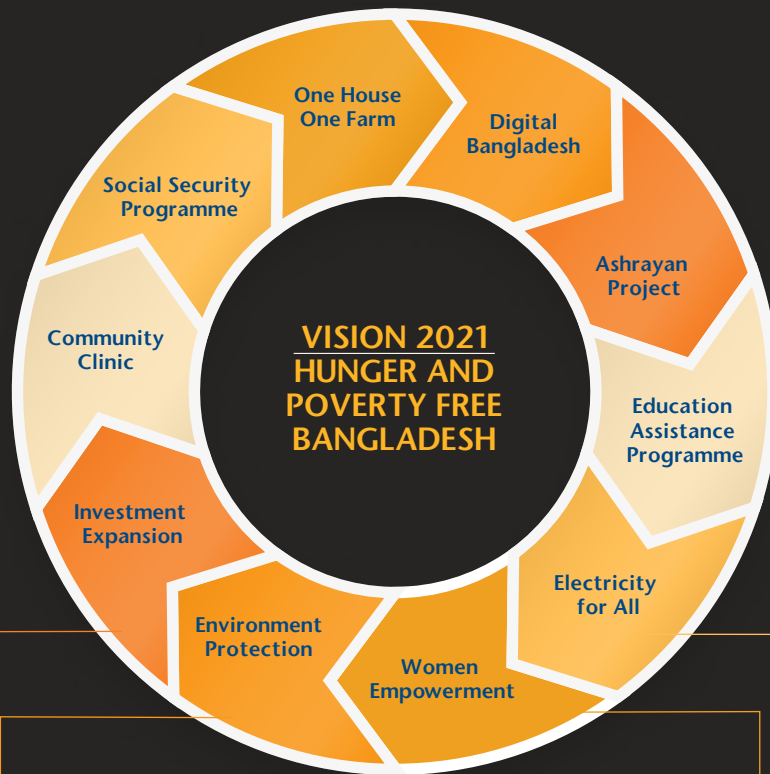 One House
One Farm
Digital
Bangladesh
Ashrayan
Project
Education
Assistance
Programme
Electricity
for All
Women
Empowerment
Environment
Protection
Investment
Expansion
Community
Clinic
Social Security
Programme
VISION 2021
HUNGER AND
POVERTY FREE
BANGLADESH